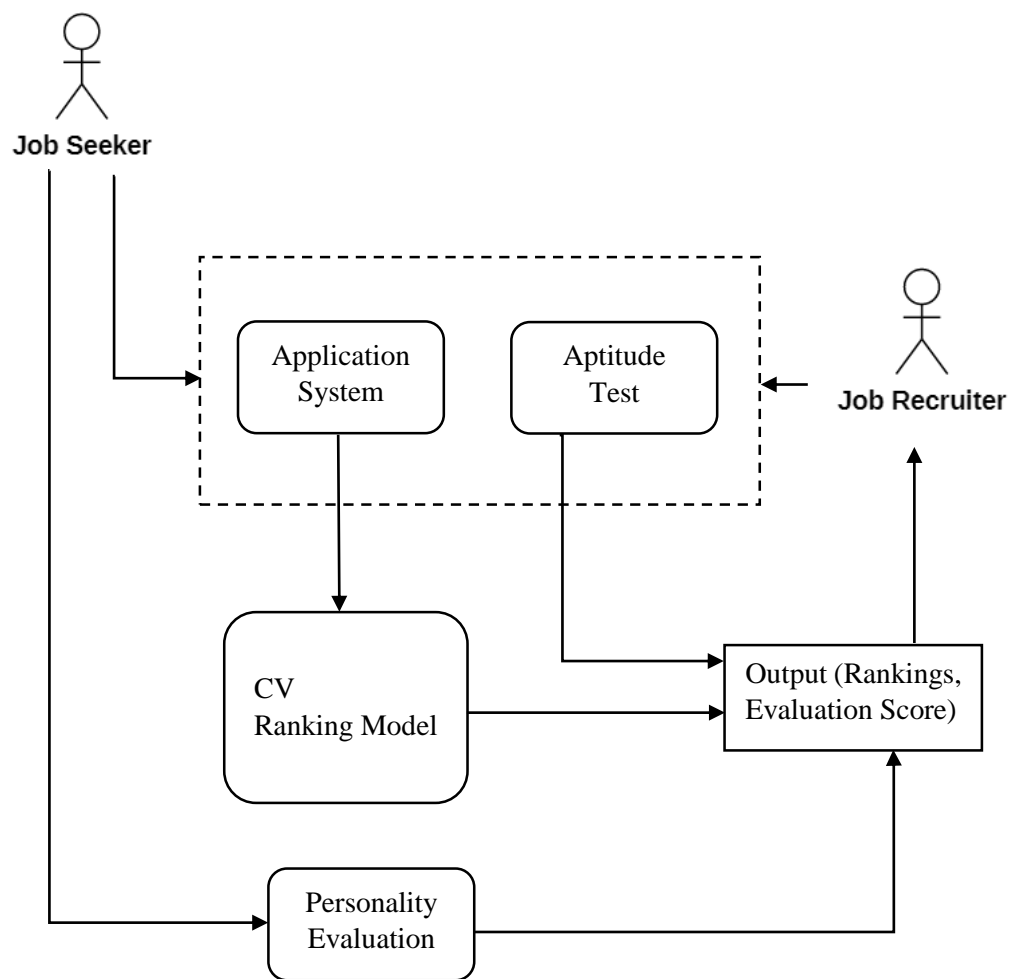 Job Seeker
Application
System
Aptitude
Test
Job Recruiter
CV
Ranking Model
Output (Rankings,
Evaluation Score)
Personality
Evaluation